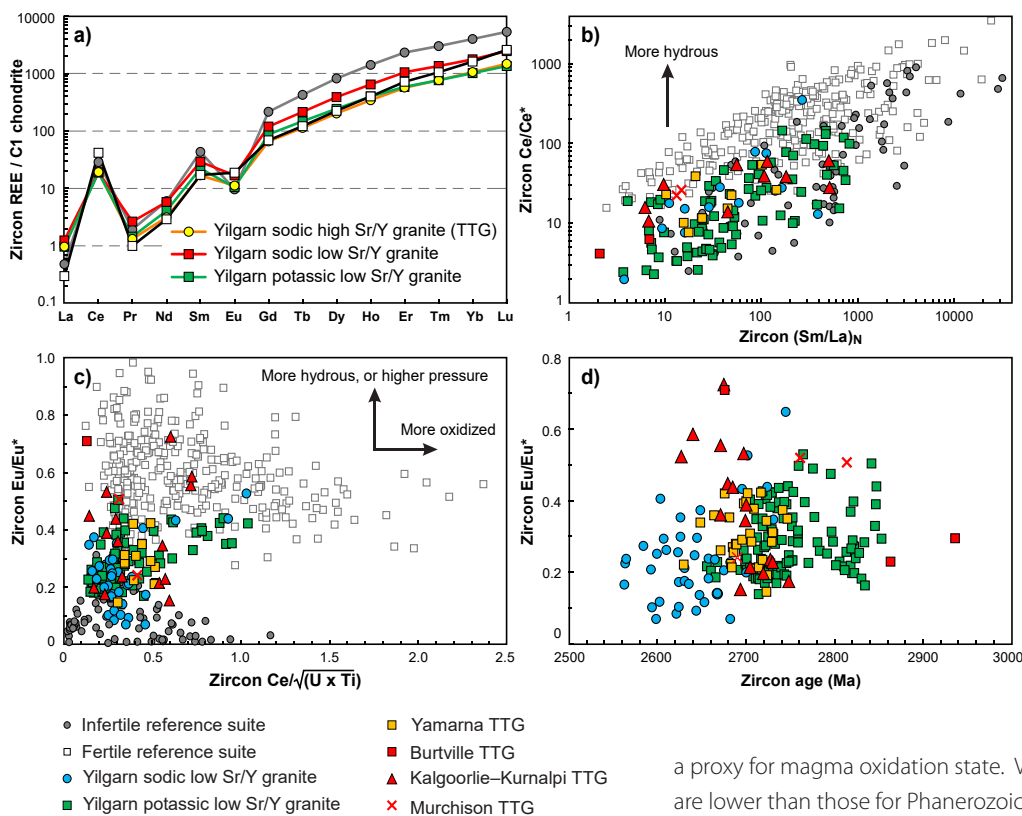 a)
Zircon REE / C1 chondrite
10000
1000
100
10
1
0.1
Yilgarn sodic high Sr/Y granite (TTG)
Yilgarn sodic low Sr/Y granite
Yilgarn potassic low Sr/Y granite
La Ce Pr Nd Sm Eu Gd Tb Dy Ho Er Tm Yb Lu
b)
More hydrous
Zircon Ce/Ce*
1000
100
10
1
1 10 100 1000 10000
Zircon (Sm/La)N
c)
More hydrous, or higher pressure
More oxidized
Zircon Eu/Eu*
1.0
0.8
0.6
0.4
0.2
0
0 0.5 1.0 1.5 2.0 2.5
Zircon Ce/√(U x Ti)
d)
Zircon Eu/Eu*
0.8
0.6
0.4
0.2
0
2500 2600 2700 2800 2900 3000
Zircon age (Ma)
Infertile reference suite
Fertile reference suite
Yilgarn sodic low Sr/Y granite
Yilgarn potassic low Sr/Y granite
Yamarna TTG
Burtville TTG
Kalgoorlie–Kurnalpi TTG
Murchison TTG
a proxy for magma oxidation state. V
are lower than those for Phanerozoic